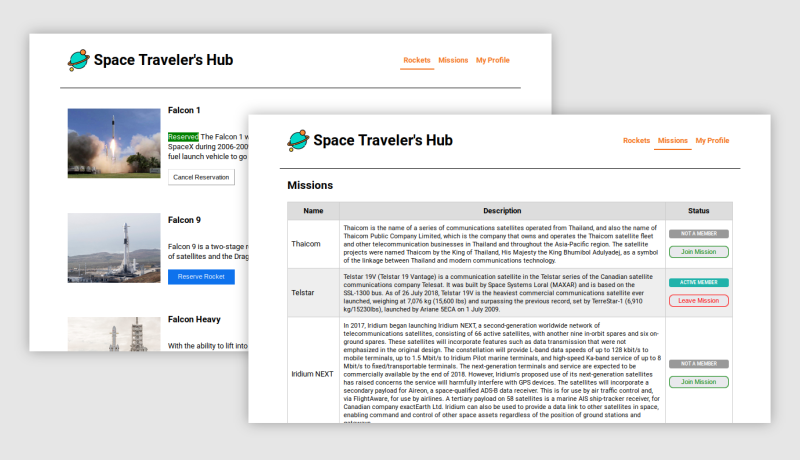 Space Traveler's Hub
Rockets Missions My Profile
Falcon 1
Reserved The Falcon 1 w
SpaceX during 2006-200
fuel launch vehicle to go
Cancel Reservation
Falcon 9
Falcon 9 is a two-stage r
of satellites and the Drag
Reserve Rocket
Falcon Heavy
With the ability to lift into
Space Traveler's Hub
Rockets Missions My Profile
Missions
Name Description Status
Thaicom
Thaicom is the name of a series of communications satellites operated from Thailand, and also the name of
Thaicom Public Company Limited, which is the company that owns and operates the Thaicom satellite fleet
and other telecommunication businesses in Thailand and throughout the Asia-Pacific region. The satellite
projects were named Thaicom by the King of Thailand, His Majesty the King Bhumibol Adulyadej, as a symbol
of the linkage between Thailand and modern communications technology.
NOT A MEMBER
Join Mission
Telstar
Telstar 19V (Telstar 19 Vantage) is a communication satellite in the Telstar series of the Canadian satellite
communications company Telesat. It was built by Space Systems Loral (MAXAR) and is based on the
SSL-1300 bus. As of 26 July 2018, Telstar 19V is the heaviest commercial communications satellite ever
launched, weighing at 7,076 kg (15,600 lbs) and surpassing the previous record, set by TerreStar-1 (6,910
kg/15230lbs), launched by Ariane 5ECA on 1 July 2009.
ACTIVE MEMBER
Leave Mission
Iridium NEXT
In 2017, Iridium began launching Iridium NEXT, a second-generation worldwide network of
telecommunications satellites, consisting of 66 active satellites, with another nine in-orbit spares and six on-
ground spares. These satellites will incorporate features such as data transmission that were not
emphasized in the original design. The constellation will provide L-band data speeds of up to 128 kbit/s to
mobile terminals, up to 1.5 Mbit/s to Iridium Pilot marine terminals, and high-speed Ka-band service of up to 8
Mbit/s to fixed/transportable terminals. The next-generation terminals and service are expected to be
commercially available by the end of 2018. However, Iridium's proposed use of its next-generation satellites
has raised concerns the service will harmfully interfere with GPS devices. The satellites will incorporate a
secondary payload for Aireon, a space-qualified ADS-B data receiver. This is for use by air traffic control and,
via FlightAware, for use by airlines. A tertiary payload on 58 satellites is a marine AIS ship-tracker receiver, for
Canadian company exactEarth Ltd. Iridium can also be used to provide a data link to other satellites in space,
enabling command and control of other space assets regardless of the position of ground stations and
NOT A MEMBER
Join Mission